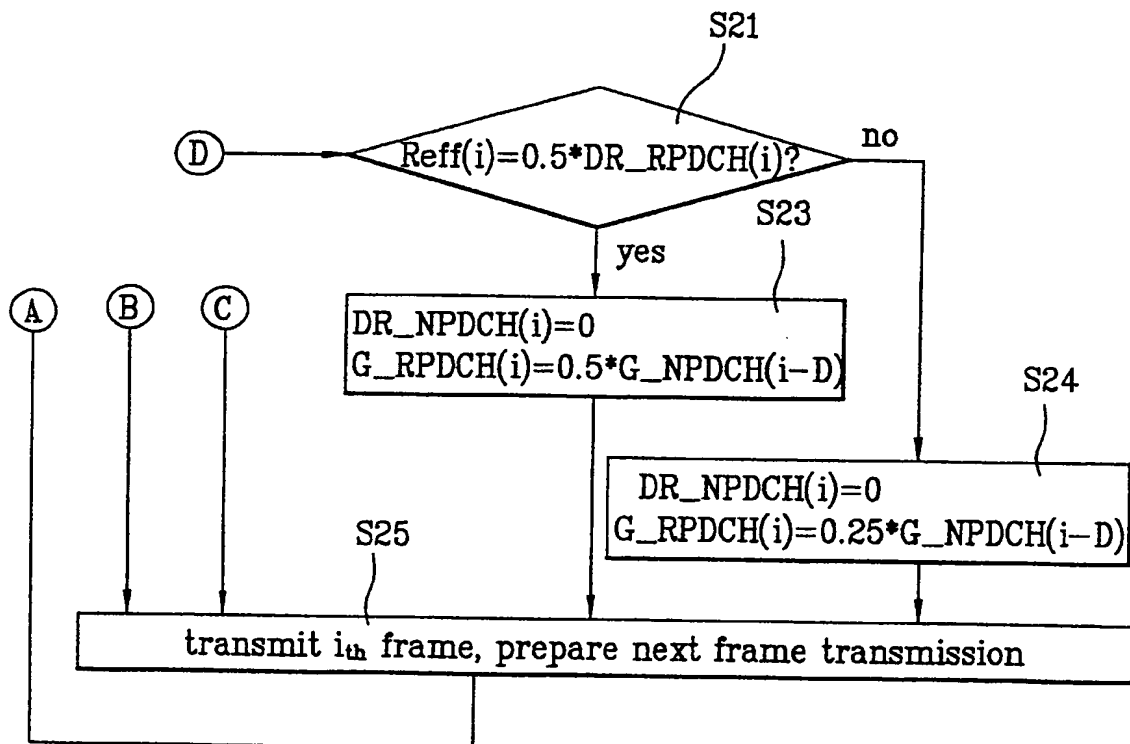 S21
D
Reff(i)=0.5*DR_RPDCH(i)?
no
S23
yes
A
B
C
DR_NPDCH(i)=0
G_RPDCH(i)=0.5*G_NPDCH(i-D)
S24
DR_NPDCH(i)=0
G_RPDCH(i)=0.25*G_NPDCH(i-D)
S25
transmit ith frame, prepare next frame transmission